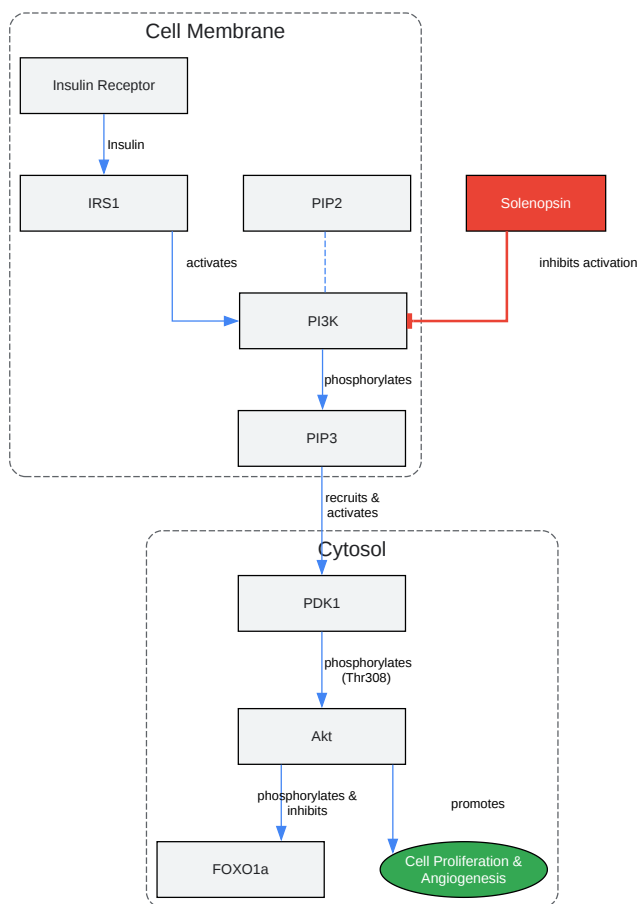 Cell Membrane
Insulin Receptor
Insulin
IRS1
PIP2
Solenopsin
activates
inhibits activation
PI3K
phosphorylates
PIP3
recruits &
activates
Cytosol
PDK1
phosphorylates
(Thr308)
Akt
phosphorylates &
inhibits
promotes
FOXO1a
Cell Proliferation &
Angiogenesis